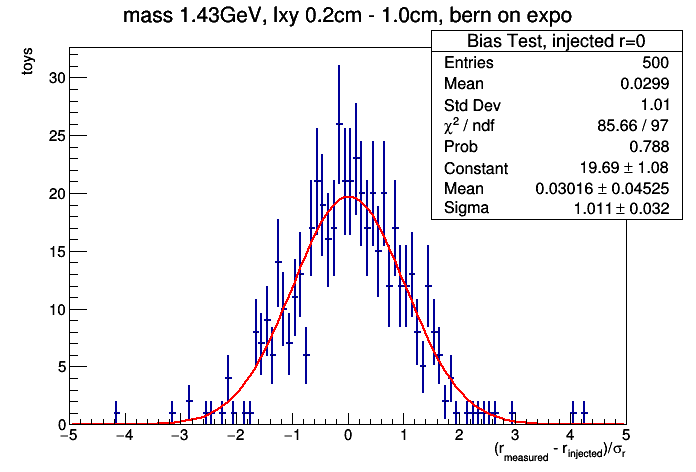 mass 1.43GeV, lxy 0.2cm - 1.0cm, bern on expo
Bias Test, injected r=0
Entries 500
Mean 0.0299
Std Dev 1.01
χ² / ndf 85.66 / 97
Prob 0.788
Constant 19.69 ± 1.08
Mean 0.03016 ± 0.04525
Sigma 1.011 ± 0.032
toys
30
25
20
15
10
5
0
−5 −4 −3 −2 −1 0 1 2 3 4 5
(r_measured - r_injected)/σ_r